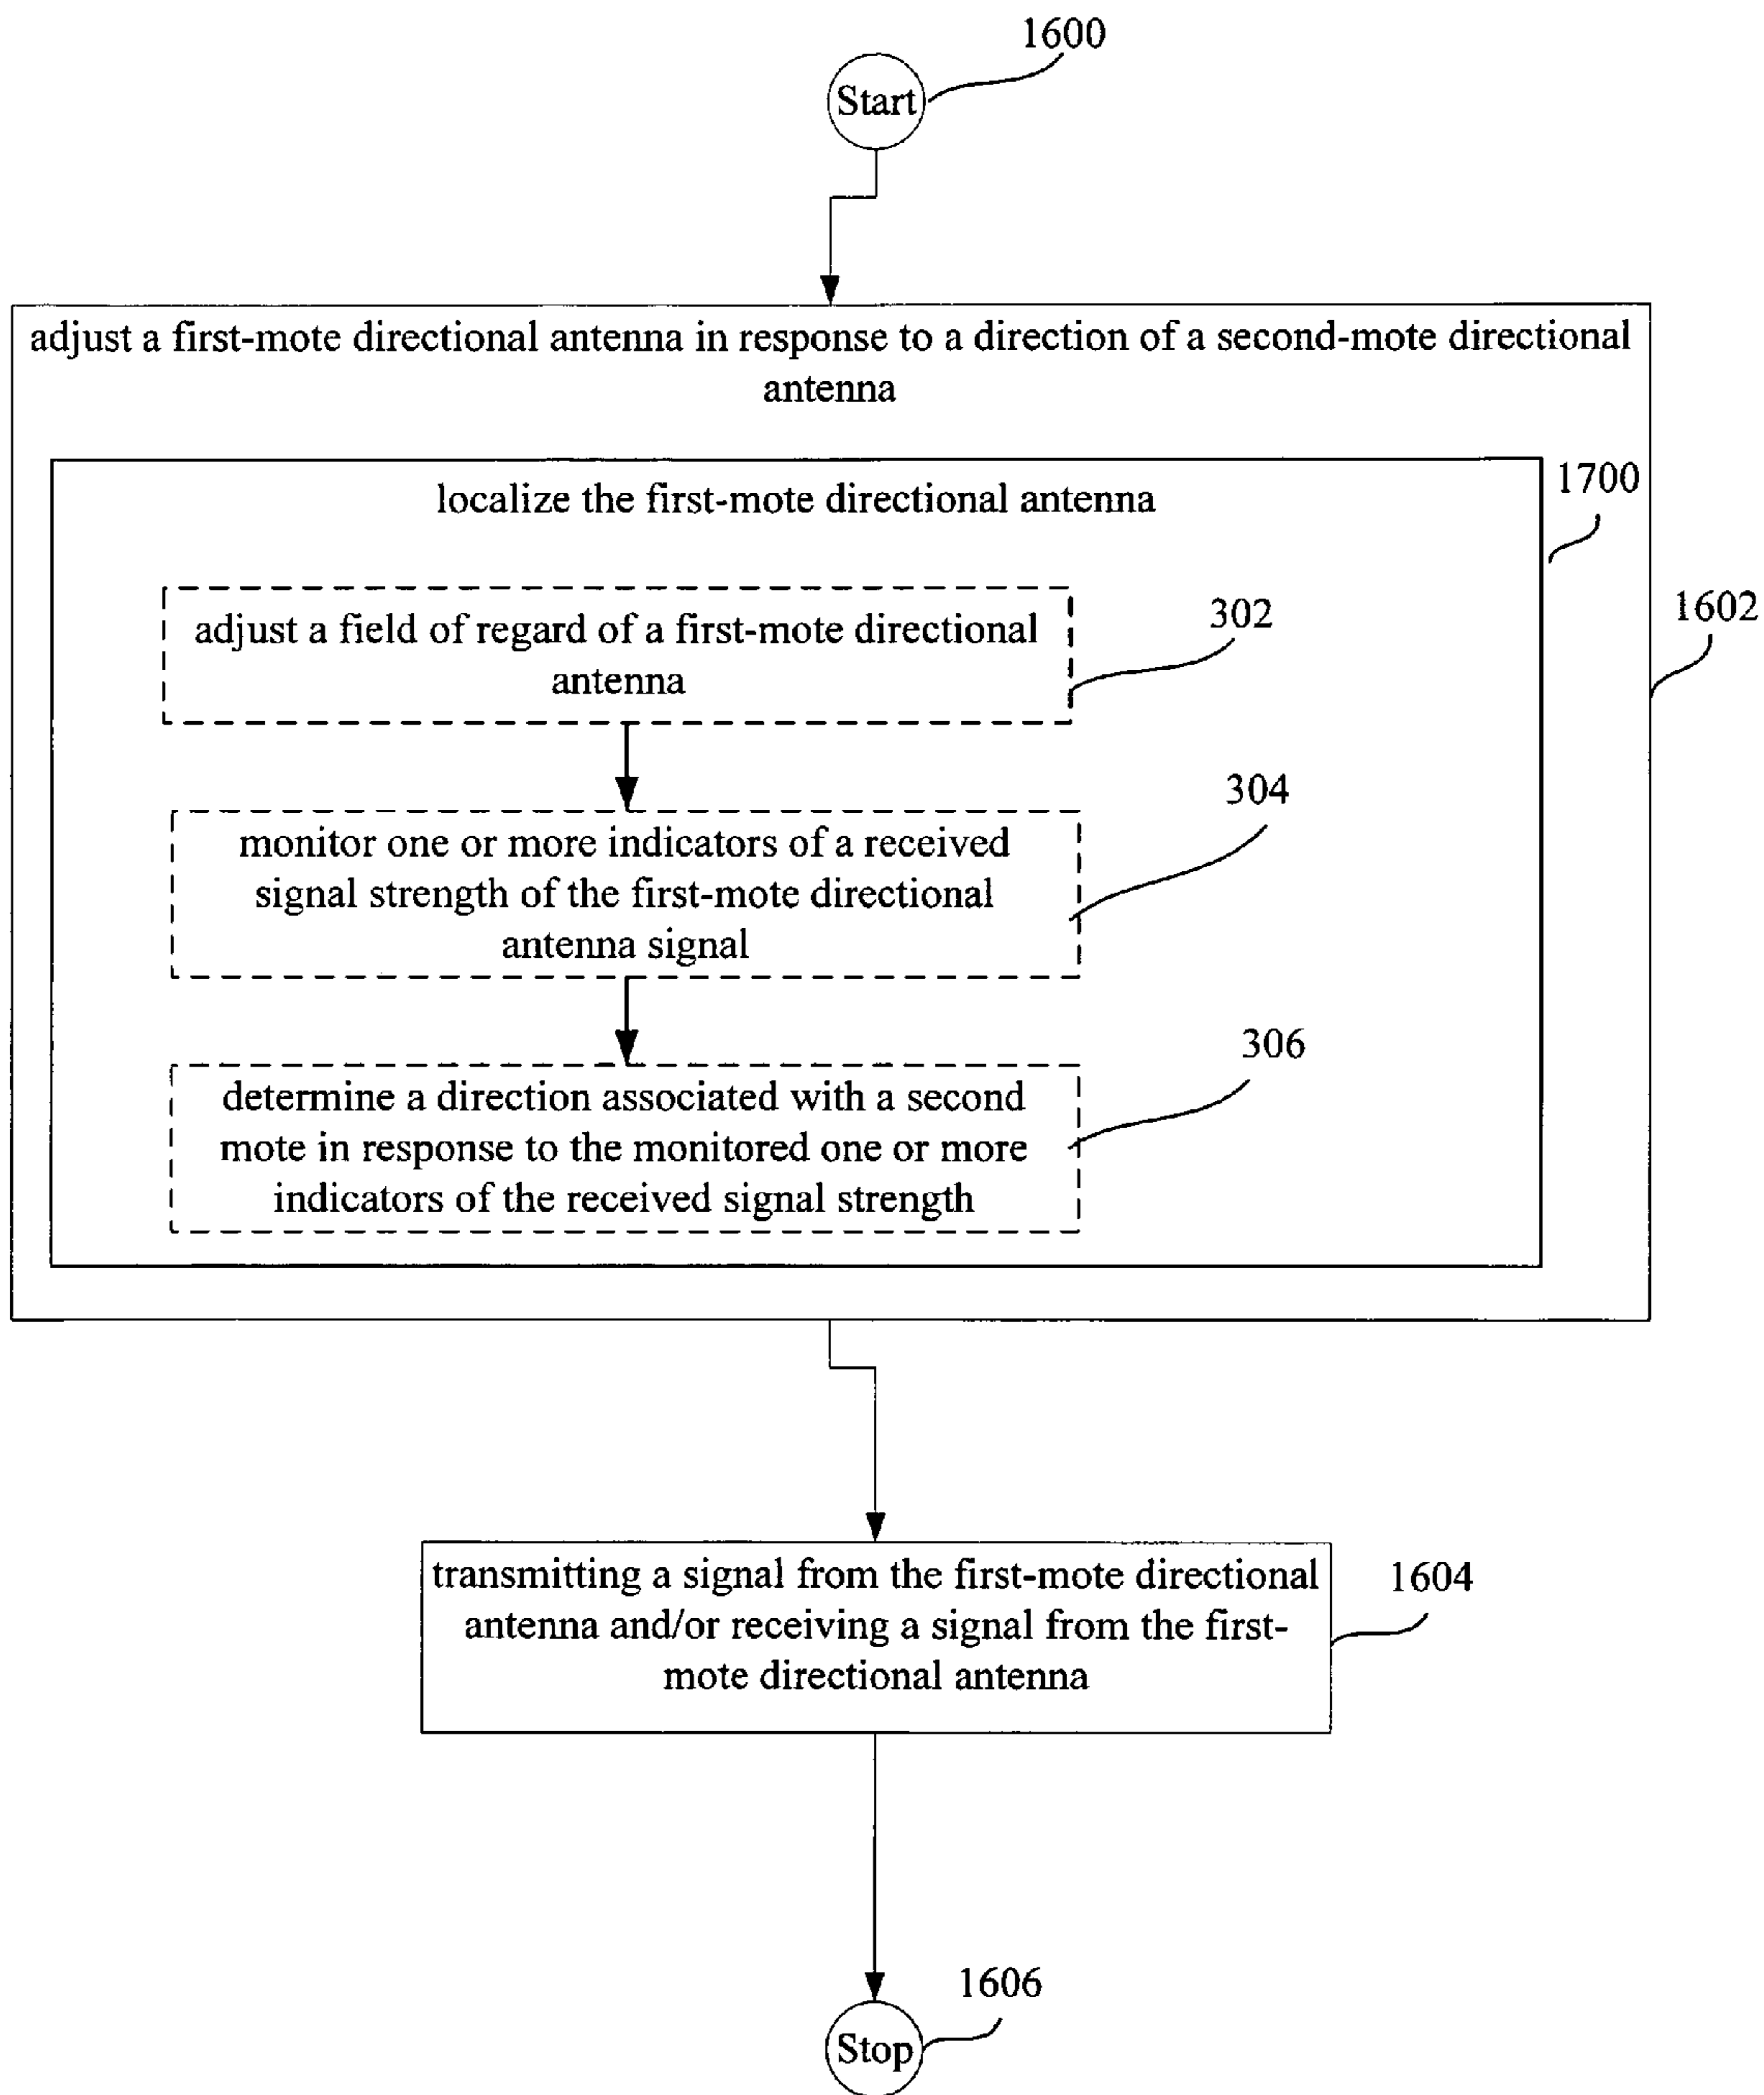 1600
Start
adjust a first-mote directional antenna in response to a direction of a second-mote directional
antenna
1700
localize the first-mote directional antenna
1602
302
adjust a field of regard of a first-mote directional
antenna
304
monitor one or more indicators of a received
signal strength of the first-mote directional
antenna signal
306
determine a direction associated with a second
mote in response to the monitored one or more
indicators of the received signal strength
transmitting a signal from the first-mote directional
antenna and/or receiving a signal from the first-
mote directional antenna
1604
1606
Stop